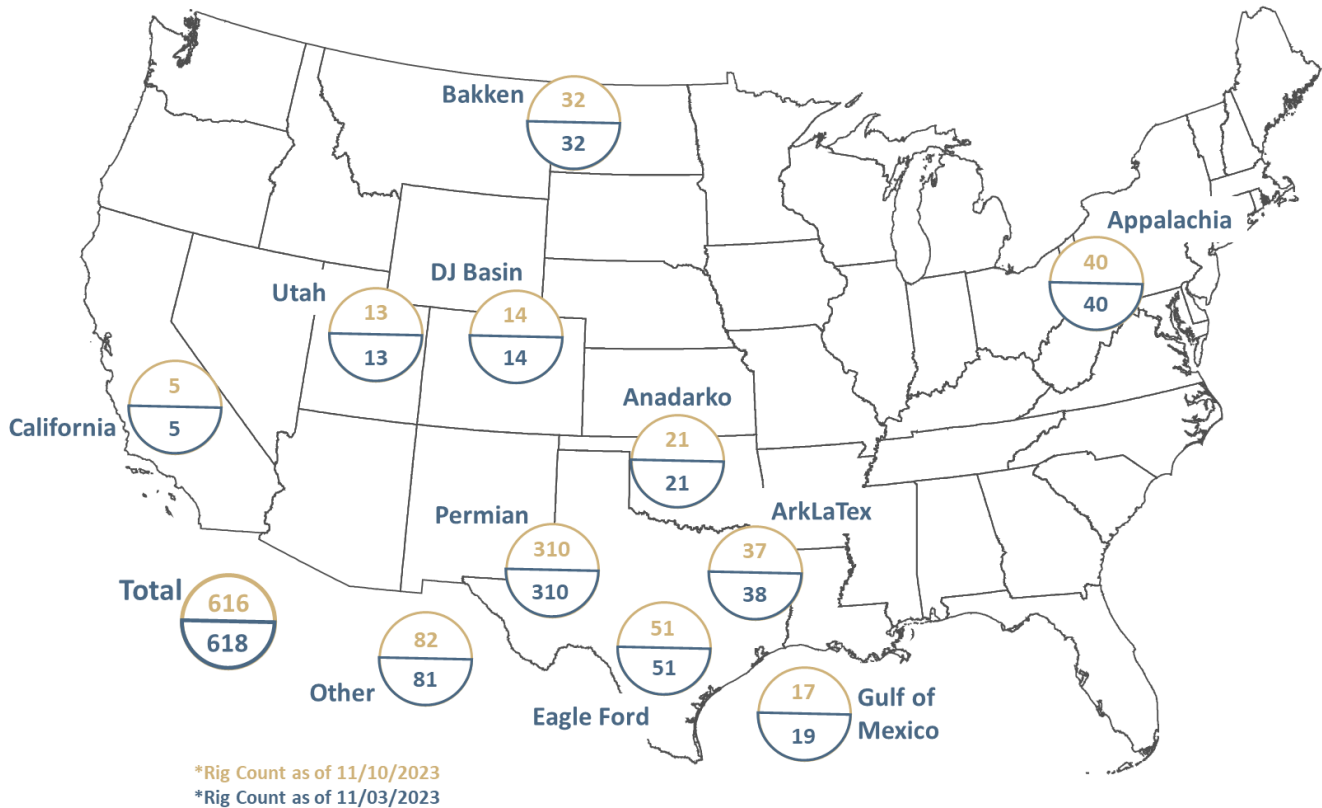 Bakken
32
32
Appalachia
40
40
DJ Basin
14
14
Utah
13
13
California
5
5
Anadarko
21
21
ArkLaTex
37
38
Permian
310
310
Total
616
618
Other
82
81
Eagle Ford
51
51
Gulf of
Mexico
17
19
*Rig Count as of 11/10/2023
*Rig Count as of 11/03/2023